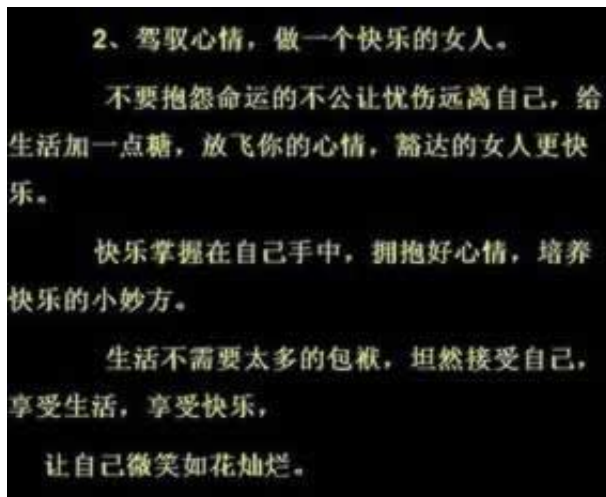 2、驾驭心情，做一个快乐的女人。
不要抱怨命运的不公让忧伤远离自己，给
生活加一点糖，放飞你的心情，豁达的女人更快
乐。
快乐掌握在自己手中，拥抱好心情，培养
快乐的小妙方。
生活不需要太多的包袱，坦然接受自己，
享受生活，享受快乐，
让自己微笑如花灿烂。